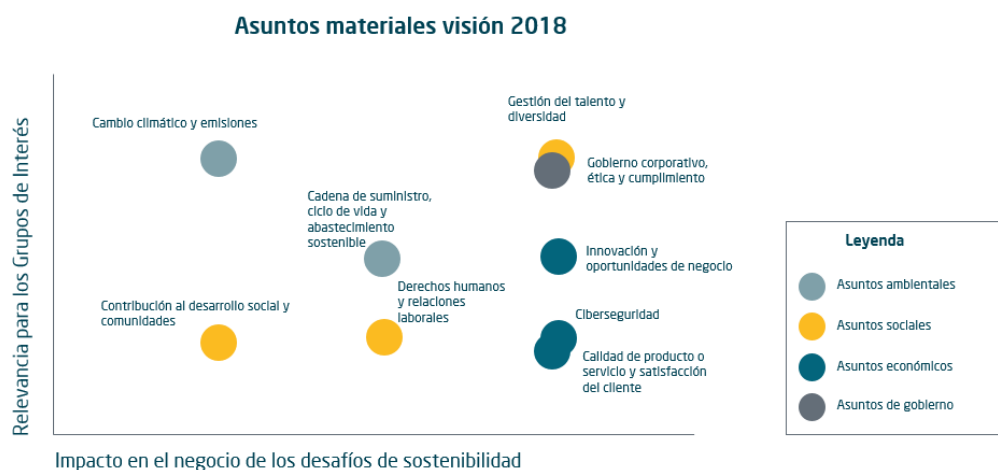 Asuntos materiales visión 2018
Relevancia para los Grupos de Interés
Gestión del talento y
diversidad
Cambio climático y emisiones
Gobierno corporativo,
ética y cumplimiento
Cadena de suministro,
ciclo de vida y
abastecimiento
sostenible
Innovación y
oportunidades de negocio
Derechos humanos
y relaciones
laborales
Contribución al desarrollo social y
comunidades
Ciberseguridad
Calidad de producto o
servicio y satisfacción
del cliente
Leyenda
Asuntos ambientales
Asuntos sociales
Asuntos económicos
Asuntos de gobierno
Impacto en el negocio de los desafíos de sostenibilidad